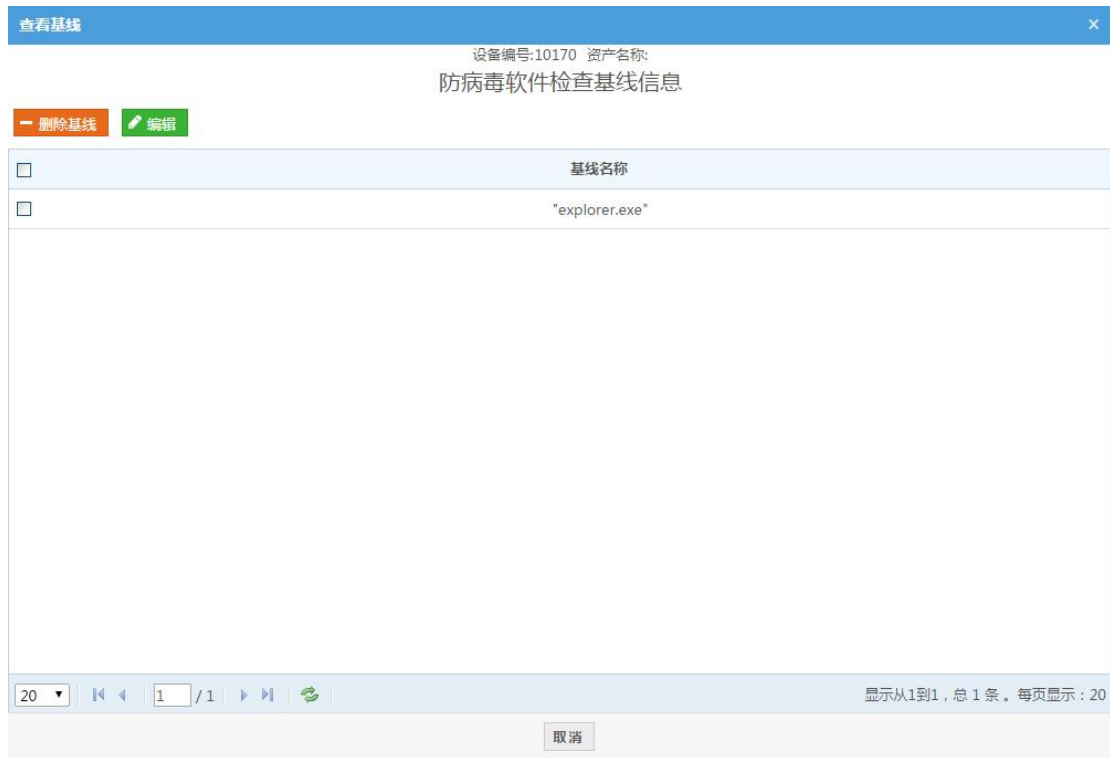 查看基线 ×
设备编号:10170 资产名称:
防病毒软件检查基线信息
删除基线 编辑
基线名称
"explorer.exe"
20 1 / 1 显示从1到1，总 1 条 。每页显示：20
取消